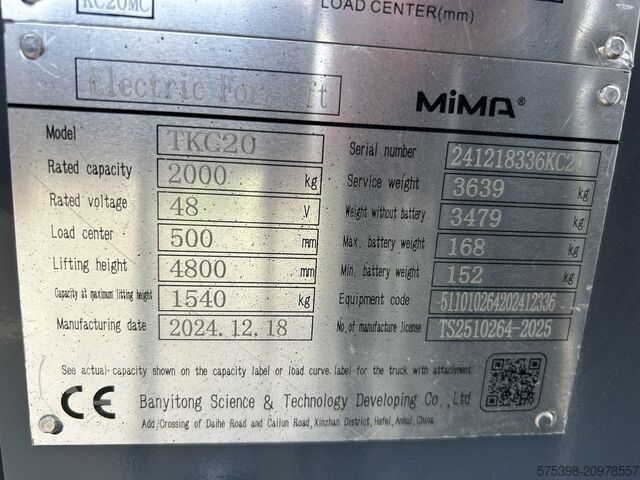 KC20MC
LOAD CENTER(mm)
Electric Forklift
MiMA®
Model TKC20
Serial number 241218336KC20
Rated capacity 2000 kg
Service weight 3639 kg
Rated voltage 48 V
Weight without battery 3479 kg
Load center 500 mm
Max. battery weight 168 kg
Lifting height 4800 mm
Min. battery weight 152 kg
Capacity at maximum lifting height 1540 kg
Equipment code 511010264202412336
Manufacturing date 2024.12.18
No. of manufacture license TS2510264-2025
See actual-capacity shown on the capacity label or load curve label for the truck with attachment
CE Banyitong Science & Technology Developing Co.,Ltd
Add.:Crossing of Daihe Road and Cailun Road,Xinzhan District,Hefei,Anhui,China
575398-20978557